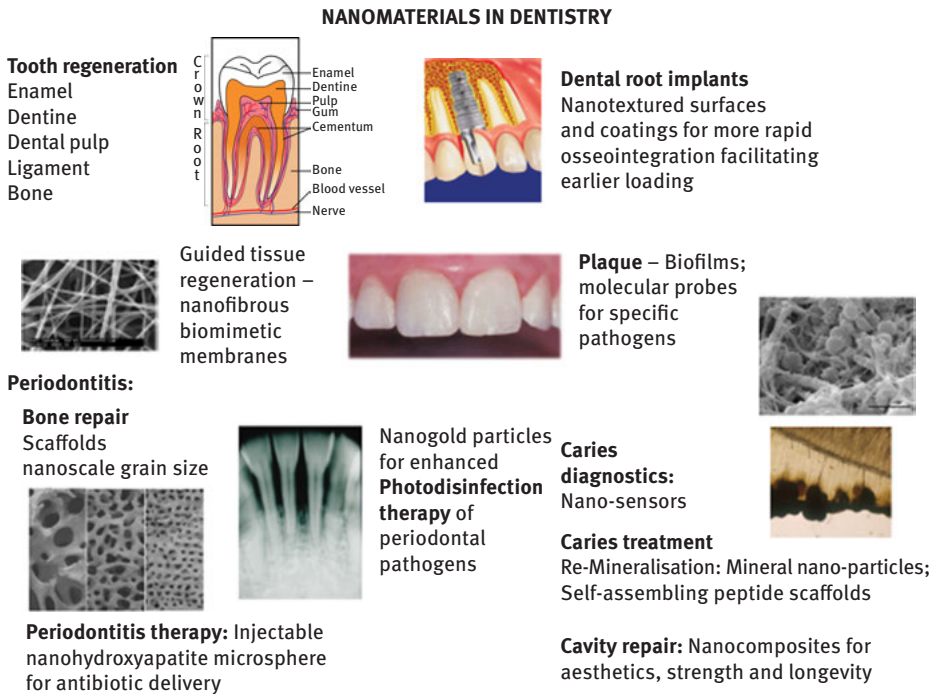 NANOMATERIALS IN DENTISTRY
Tooth regeneration
Enamel
Dentine
Dental pulp
Ligament
Bone
Crown
Root
Enamel
Dentine
Pulp
Gum
Cementum
Bone
Blood vessel
Nerve
Dental root implants
Nanotextured surfaces
and coatings for more rapid
osseointegration facilitating
earlier loading
Guided tissue
regeneration –
nanofibrous
biomimetic
membranes
Plaque – Biofilms;
molecular probes
for specific
pathogens
Periodontitis:
Bone repair
Scaffolds
nanoscale grain size
Nanogold particles
for enhanced
Photodisinfection
therapy of
periodontal
pathogens
Caries
diagnostics:
Nano-sensors
Caries treatment
Re-Mineralisation: Mineral nano-particles;
Self-assembling peptide scaffolds
Periodontitis therapy: Injectable
nanohydroxyapatite microsphere
for antibiotic delivery
Cavity repair: Nanocomposites for
aesthetics, strength and longevity